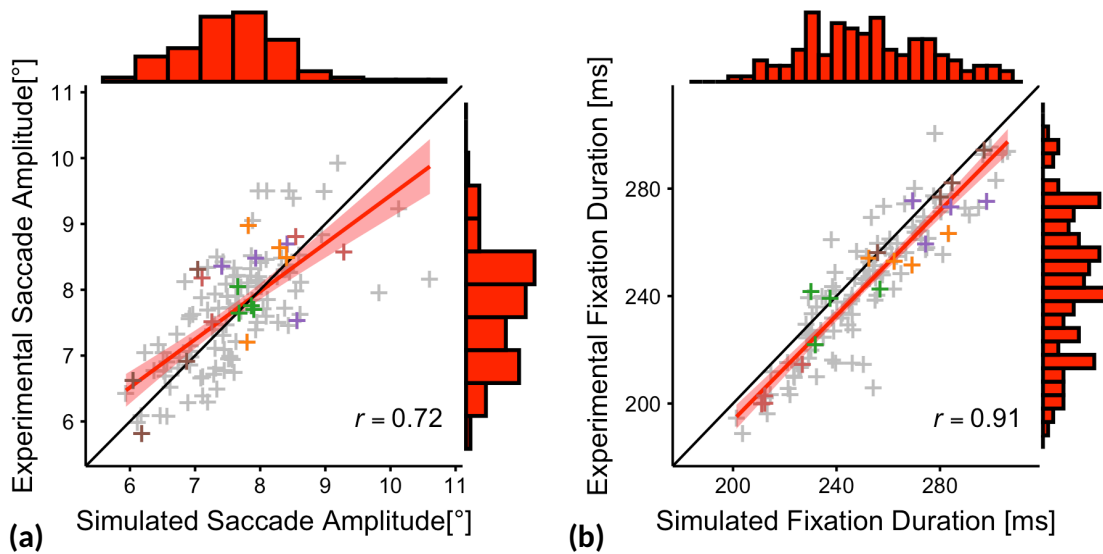 Experimental Saccade Amplitude[°]
11
10
9
8
7
6
r = 0.72
6 7 8 9 10 11
Simulated Saccade Amplitude[°]
(a)
Experimental Fixation Duration [ms]
280
240
200
r = 0.91
200 240 280
Simulated Fixation Duration [ms]
(b)